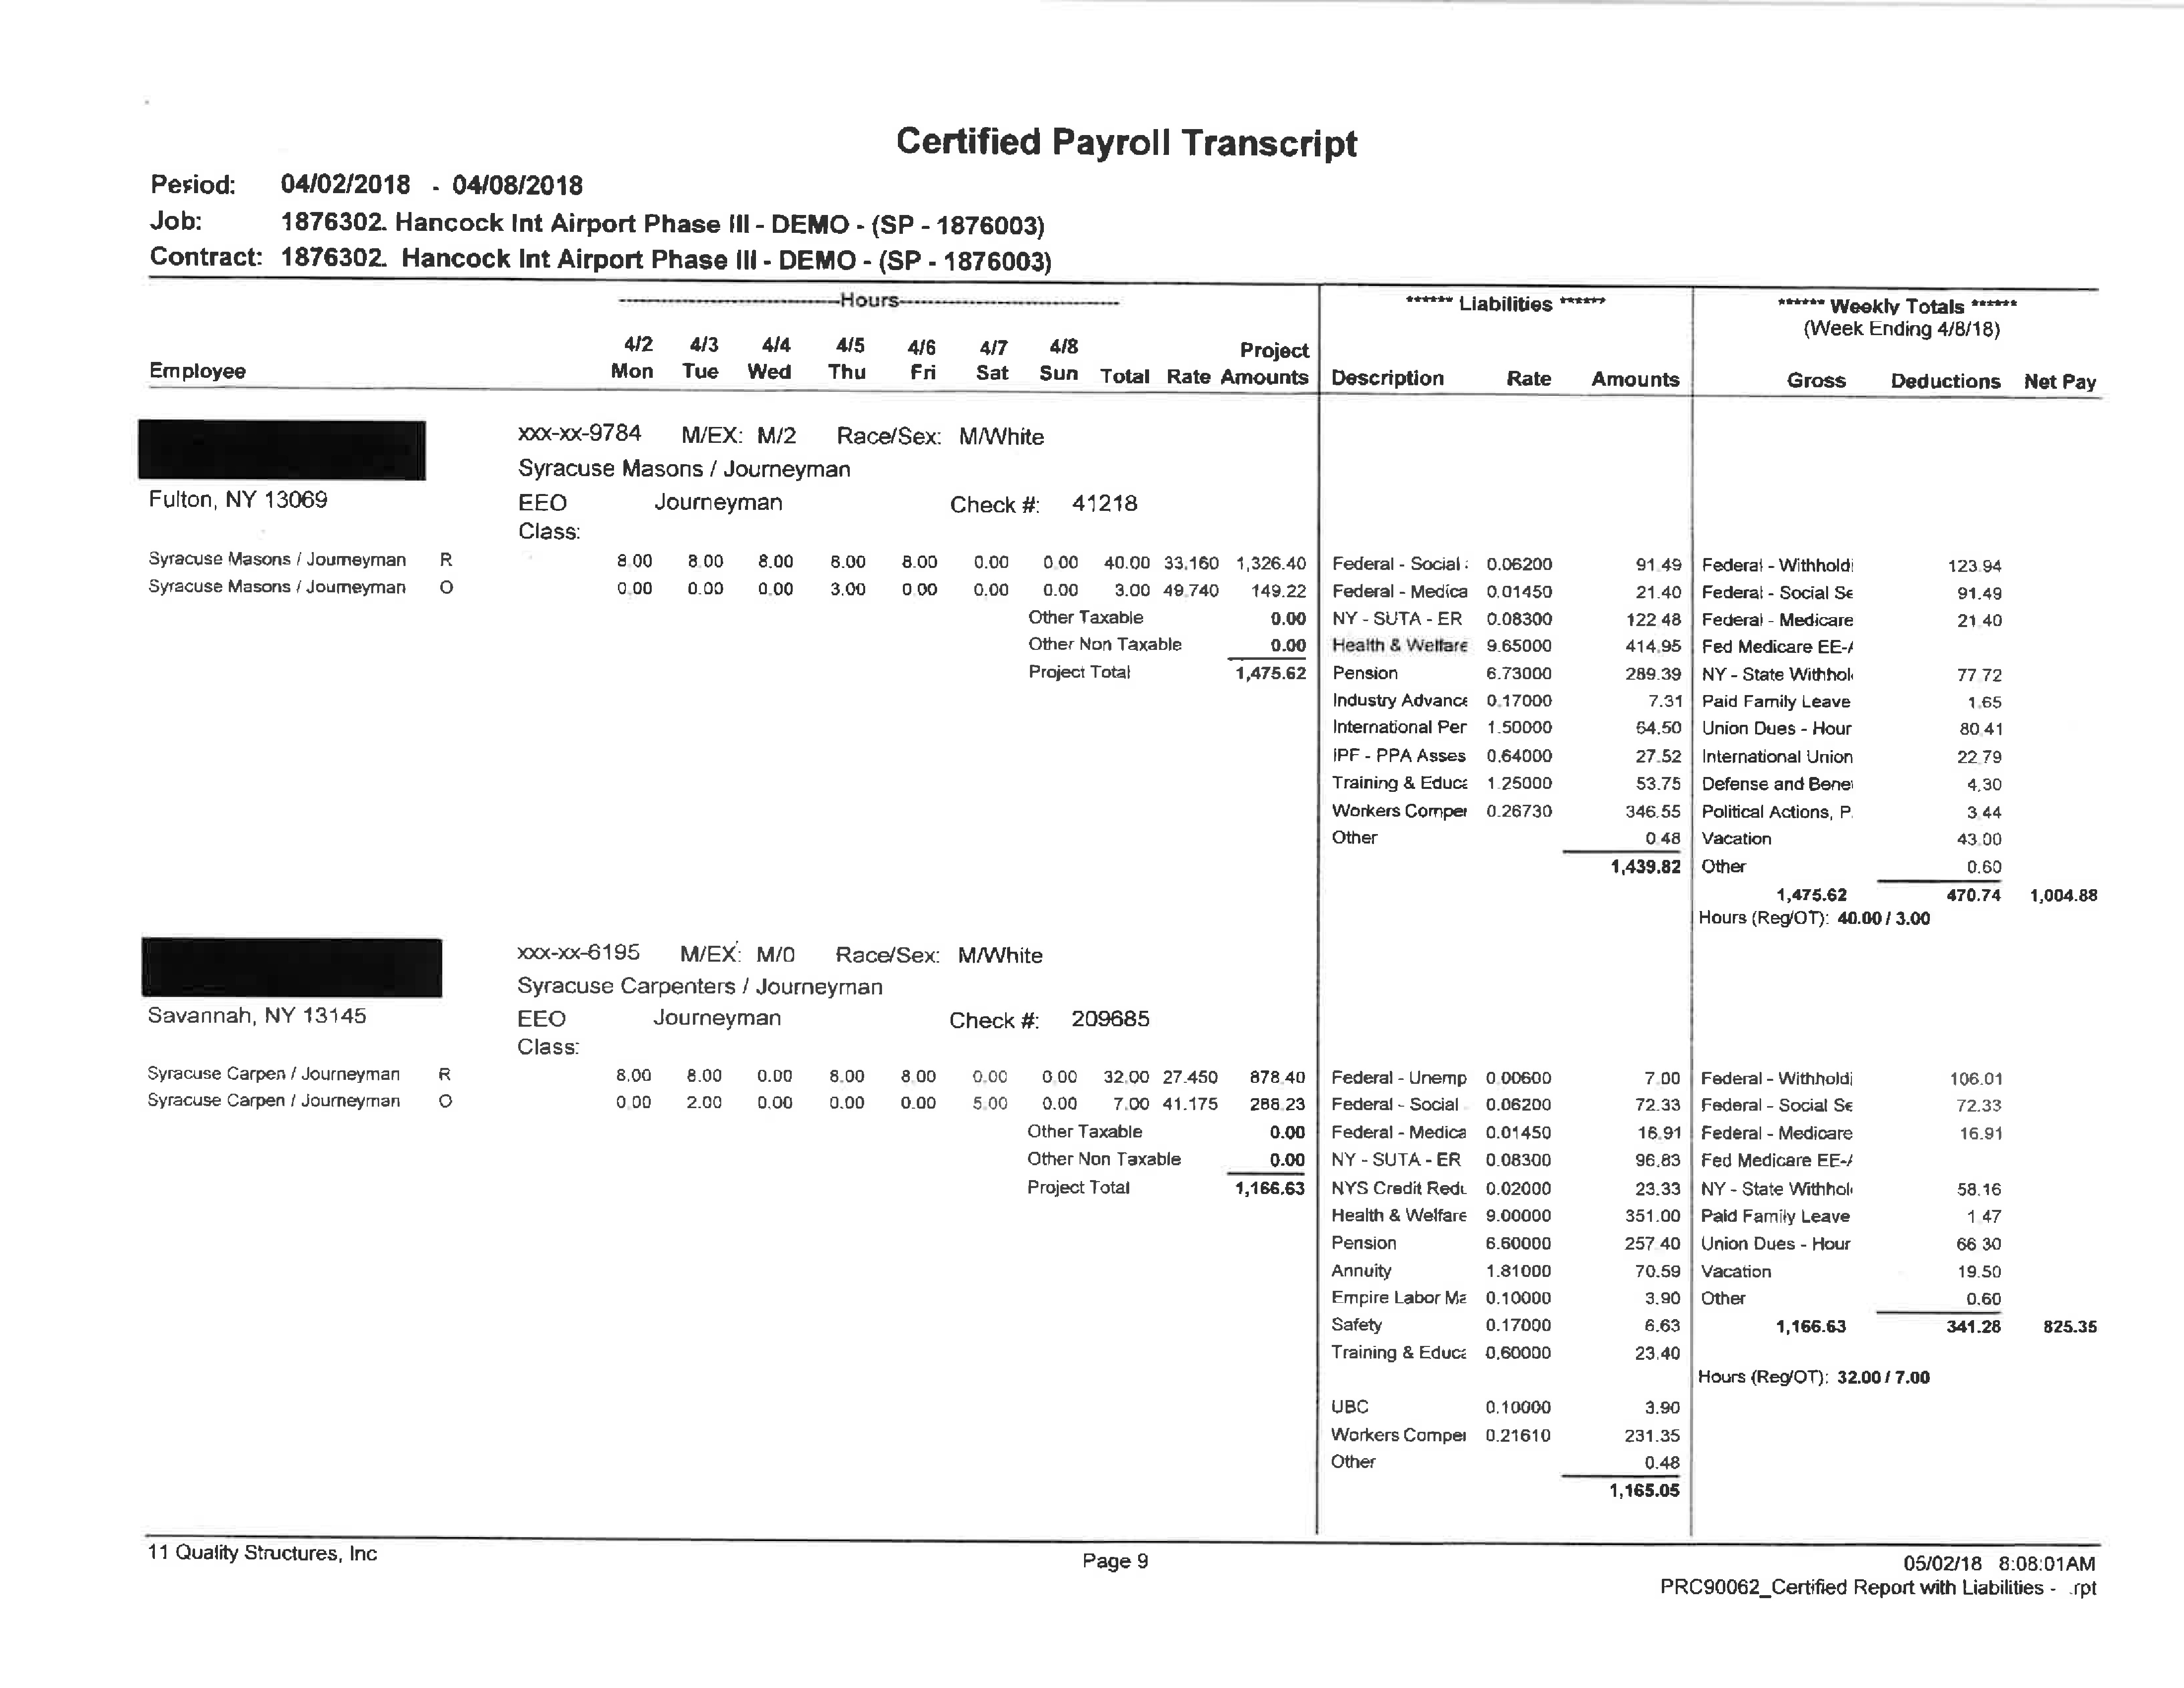 Certified Payroll Transcript
Period: 04/02/2018 - 04/08/2018
Job: 1876302. Hancock Int Airport Phase III - DEMO - (SP - 1876003)
Contract: 1876302. Hancock Int Airport Phase III - DEMO - (SP - 1876003)
Hours
****** Liabilities ******
****** Weekly Totals ******
(Week Ending 4/8/18)
4/2 4/3 4/4 4/5 4/6 4/7 4/8 Project
Employee Mon Tue Wed Thu Fri Sat Sun Total Rate Amounts Description Rate Amounts Gross Deductions Net Pay
xxx-xx-9784 M/EX: M/2 Race/Sex: M/White
Syracuse Masons / Journeyman
Fulton, NY 13069 EEO Journeyman Check #: 41218
Class:
Syracuse Masons / Journeyman R 8.00 8.00 8.00 8.00 8.00 0.00 0.00 40.00 33.160 1,326.40 Federal - Social : 0.06200 91.49 Federal - Withholdi 123.94
Syracuse Masons / Journeyman O 0.00 0.00 0.00 3.00 0.00 0.00 0.00 3.00 49.740 149.22 Federal - Medica 0.01450 21.40 Federal - Social Se 91.49
Other Taxable 0.00 NY - SUTA - ER 0.08300 122.48 Federal - Medicare 21.40
Other Non Taxable 0.00 Health & Welfare 9.65000 414.95 Fed Medicare EE-/
Project Total 1,475.62 Pension 6.73000 289.39 NY - State Withhol 77.72
Industry Advance 0.17000 7.31 Paid Family Leave 1.65
International Per 1.50000 64.50 Union Dues - Hour 80.41
IPF - PPA Asses 0.64000 27.52 International Union 22.79
Training & Educa 1.25000 53.75 Defense and Bene 4.30
Workers Comper 0.26730 346.55 Political Actions, P. 3.44
Other 0.48 Vacation 43.00
1,439.82 Other 0.60
1,475.62 470.74 1,004.88
Hours (Reg/OT): 40.00 / 3.00
xxx-xx-6195 M/EX: M/0 Race/Sex: M/White
Syracuse Carpenters / Journeyman
Savannah, NY 13145 EEO Journeyman Check #: 209685
Class:
Syracuse Carpen / Journeyman R 8.00 8.00 0.00 8.00 8.00 0.00 0.00 32.00 27.450 878.40 Federal - Unemp 0.00600 7.00 Federal - Withholdi 106.01
Syracuse Carpen / Journeyman O 0.00 2.00 0.00 0.00 0.00 5.00 0.00 7.00 41.175 288.23 Federal - Social 0.06200 72.33 Federal - Social Se 72.33
Other Taxable 0.00 Federal - Medica 0.01450 16.91 Federal - Medicare 16.91
Other Non Taxable 0.00 NY - SUTA - ER 0.08300 96.83 Fed Medicare EE-/
Project Total 1,166.63 NYS Credit Redu 0.02000 23.33 NY - State Withhol 58.16
Health & Welfare 9.00000 351.00 Paid Family Leave 1.47
Pension 6.60000 257.40 Union Dues - Hour 66.30
Annuity 1.81000 70.59 Vacation 19.50
Empire Labor Ma 0.10000 3.90 Other 0.60
Safety 0.17000 6.63 1,166.63 341.28 825.35
Training & Educa 0.60000 23.40
Hours (Reg/OT): 32.00 / 7.00
UBC 0.10000 3.90
Workers Comper 0.21610 231.35
Other 0.48
1,165.05
11 Quality Structures, Inc Page 9 05/02/18 8:08:01AM
PRC90062_Certified Report with Liabilities - .rpt